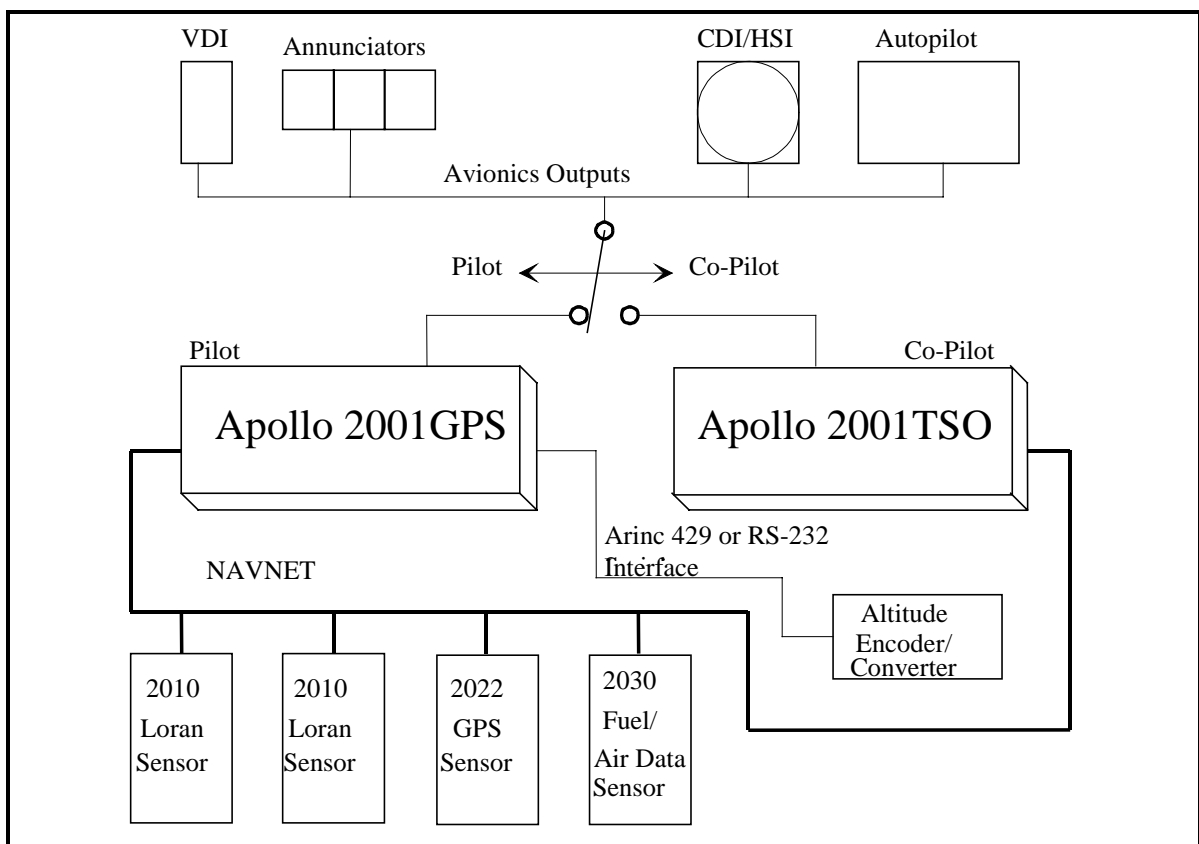 VDI
Annunciators
CDI/HSI
Autopilot
Avionics Outputs
Pilot
Co-Pilot
Pilot
Co-Pilot
Apollo 2001GPS
Apollo 2001TSO
Arinc 429 or RS-232
Interface
NAVNET
Altitude
Encoder/
Converter
2010
Loran
Sensor
2010
Loran
Sensor
2022
GPS
Sensor
2030
Fuel/
Air Data
Sensor